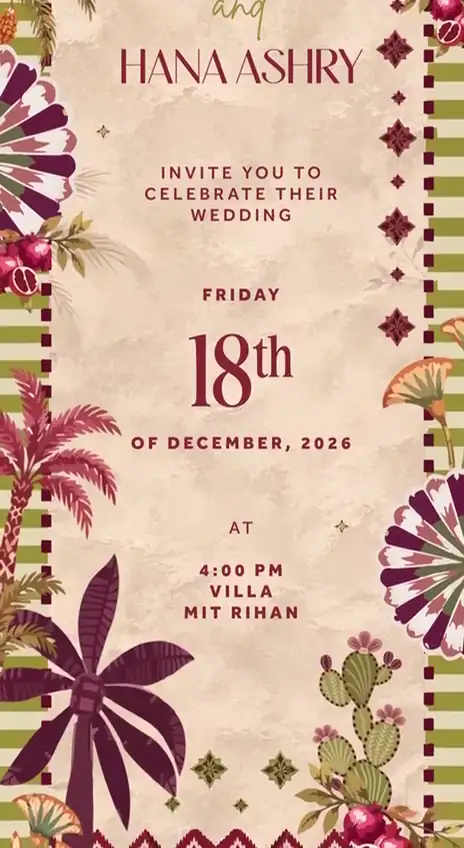 and
HANA ASHRY
INVITE YOU TO
CELEBRATE THEIR
WEDDING
FRIDAY
18th
OF DECEMBER, 2026
AT
4:00 PM
VILLA
MIT RIHAN